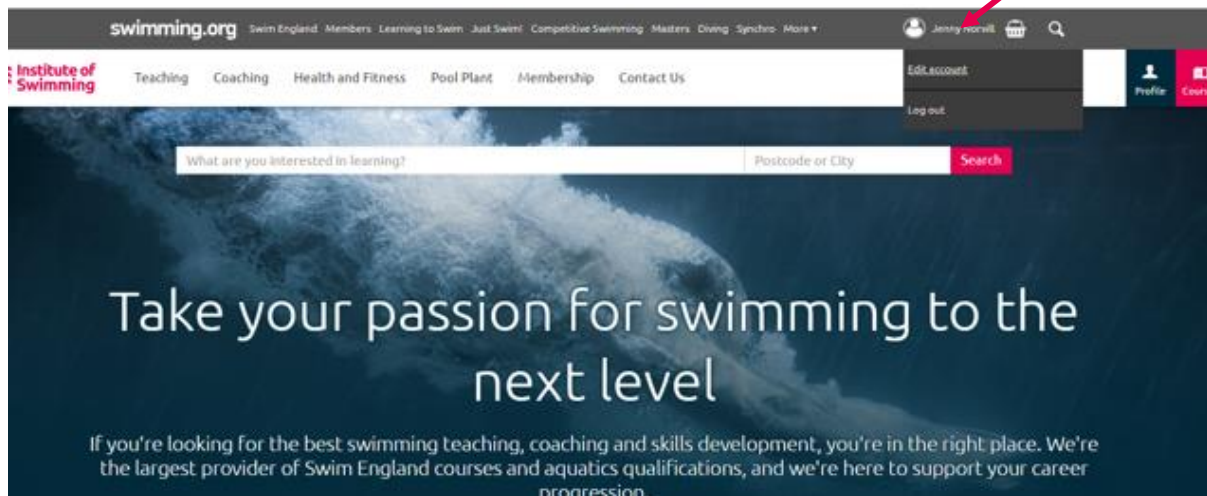 swimming.org Swim England Members Learning to Swim Just Swim! Competitive Swimming Masters Diving Synchro More ▾ Jenny Norvill
Institute of
Swimming
Teaching Coaching Health and Fitness Pool Plant Membership Contact Us
Edit account
Log out
Profile Cours
What are you interested in learning? Postcode or City Search
Take your passion for swimming to the
next level
If you're looking for the best swimming teaching, coaching and skills development, you're in the right place. We're
the largest provider of Swim England courses and aquatics qualifications, and we're here to support your career
progression.